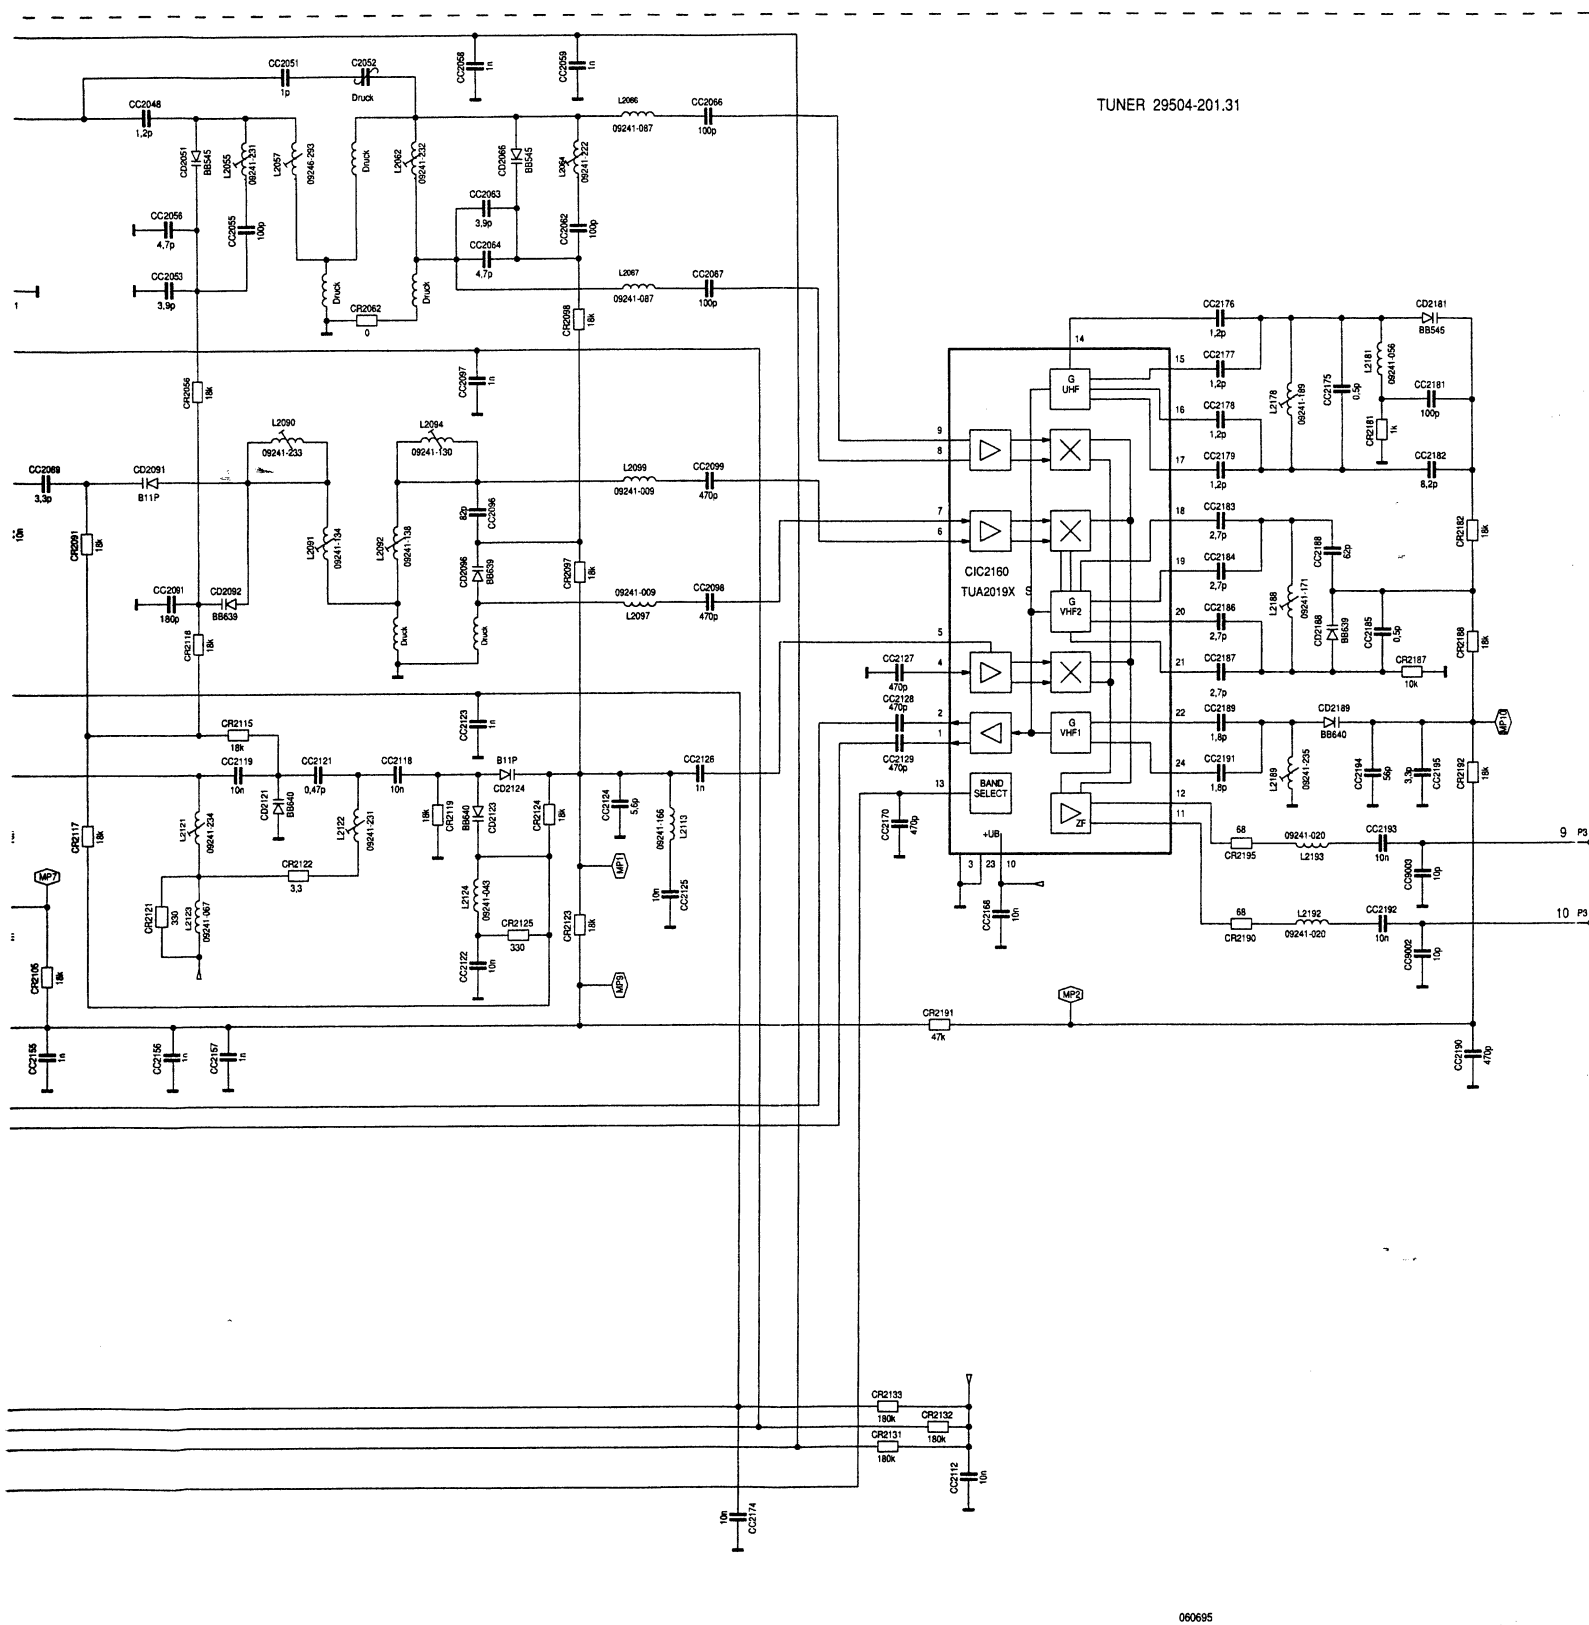 TUNER 29504-201.31
CC2058
1n
CC2059
1n
CC2051
1p
C2052
Druck
CC2048
1,2p
L2086
09241-087
CC2066
100p
CD2051
BB545
L2055
09241-231
L2057
09246-293
Druck
L2062
09241-232
CD2066
BB545
L2064
09241-222
CC2056
4,7p
CC2055
100p
CC2063
3,9p
CC2062
100p
CC2064
4,7p
CC2053
3,9p
1
Druck
Druck
L2087
09241-087
CC2067
100p
CR2062
0
CR2098
18k
CR2056
18k
CC2097
1n
L2090
09241-233
L2094
09241-130
CC2089
3,3p
CD2091
B11P
L2099
09241-009
CC2099
470p
82p
CC2096
10n
CR2091
18k
L2091
09241-134
L2092
09241-138
CD2096
BB639
CR2097
18k
CC2091
180p
CD2092
BB639
09241-009
L2097
CC2098
470p
CR2118
18k
Druck
Druck
CC2123
1n
CR2115
18k
CC2119
10n
CC2121
0,47p
CC2118
10n
B11P
CD2124
CC2126
1n
CD2121
BB640
L2121
09241-234
CR2117
18k
L2122
09241-231
18k
CR2119
BB640
CD2123
CR2124
18k
CC2124
5,6p
09241-166
L2113
CR2122
3,3
MP7
MP1
CR2121
330
L2123
09241-067
L2124
09241-043
CR2125
330
10n
CC2125
CR2123
18k
CC2122
10n
CR2105
18k
MP9
CC2155
1n
CC2156
1n
CC2157
1n
CR2191
47k
MP2
14
15
16
17
18
19
20
21
22
24
12
11
9
8
7
6
5
4
2
1
13
3
23
10
G
UHF
CIC2160
TUA2019X S
G
VHF2
G
VHF1
BAND
SELECT
ZF
+UB
CC2127
470p
CC2128
470p
CC2129
470p
CC2170
470p
CC2168
10n
CC2176
1,2p
CC2177
1,2p
CC2178
1,2p
CC2179
1,2p
CD2181
BB545
L2181
09241-056
L2178
09241-189
CC2175
0,5p
CC2181
100p
CR2181
1k
CC2182
8,2p
CC2183
2,7p
CC2184
2,7p
CC2186
2,7p
CC2187
2,7p
CC2188
62p
CR2182
18k
L2188
09241-171
CD2188
BB639
CC2185
0,5p
CR2188
18k
CR2187
10k
CC2189
1,8p
CD2189
BB640
MP10
CC2191
1,8p
L2189
09241-235
CC2194
56p
3,3p
CC2195
CR2192
18k
68
CR2195
09241-020
L2193
CC2193
10n
9 P3
CC9003
10p
68
CR2190
L2192
09241-020
CC2192
10n
10 P3
CC9002
10p
CC2190
470p
CR2133
180k
CR2132
180k
CR2131
180k
CC2112
10n
10n
CC2174
060695